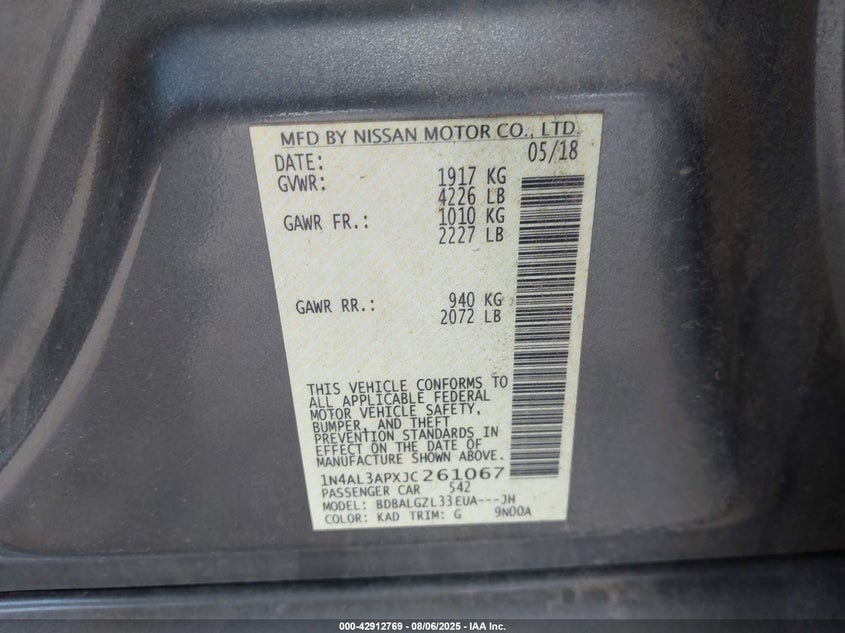 MFD BY NISSAN MOTOR CO., LTD.
DATE: 05/18
GVWR: 1917 KG
4226 LB
GAWR FR.: 1010 KG
2227 LB
GAWR RR.: 940 KG
2072 LB
THIS VEHICLE CONFORMS TO
ALL APPLICABLE FEDERAL
MOTOR VEHICLE SAFETY,
BUMPER, AND THEFT
PREVENTION STANDARDS IN
EFFECT ON THE DATE OF
MANUFACTURE SHOWN ABOVE.
1N4AL3APXJC261067
PASSENGER CAR S42
MODEL: BDBALGZL33EUA---JH
COLOR: KAD TRIM: G 9N00A
000-42912769 - 08/06/2025 - IAA Inc.